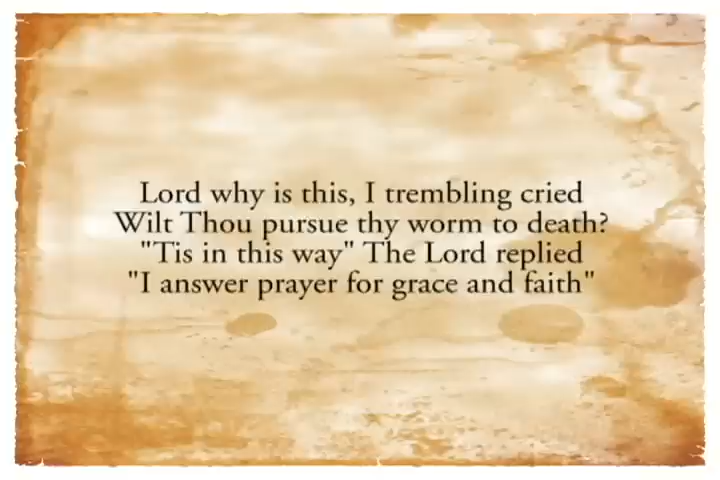 Lord why is this, I trembling cried
Wilt Thou pursue thy worm to death?
"Tis in this way" The Lord replied
"I answer prayer for grace and faith"